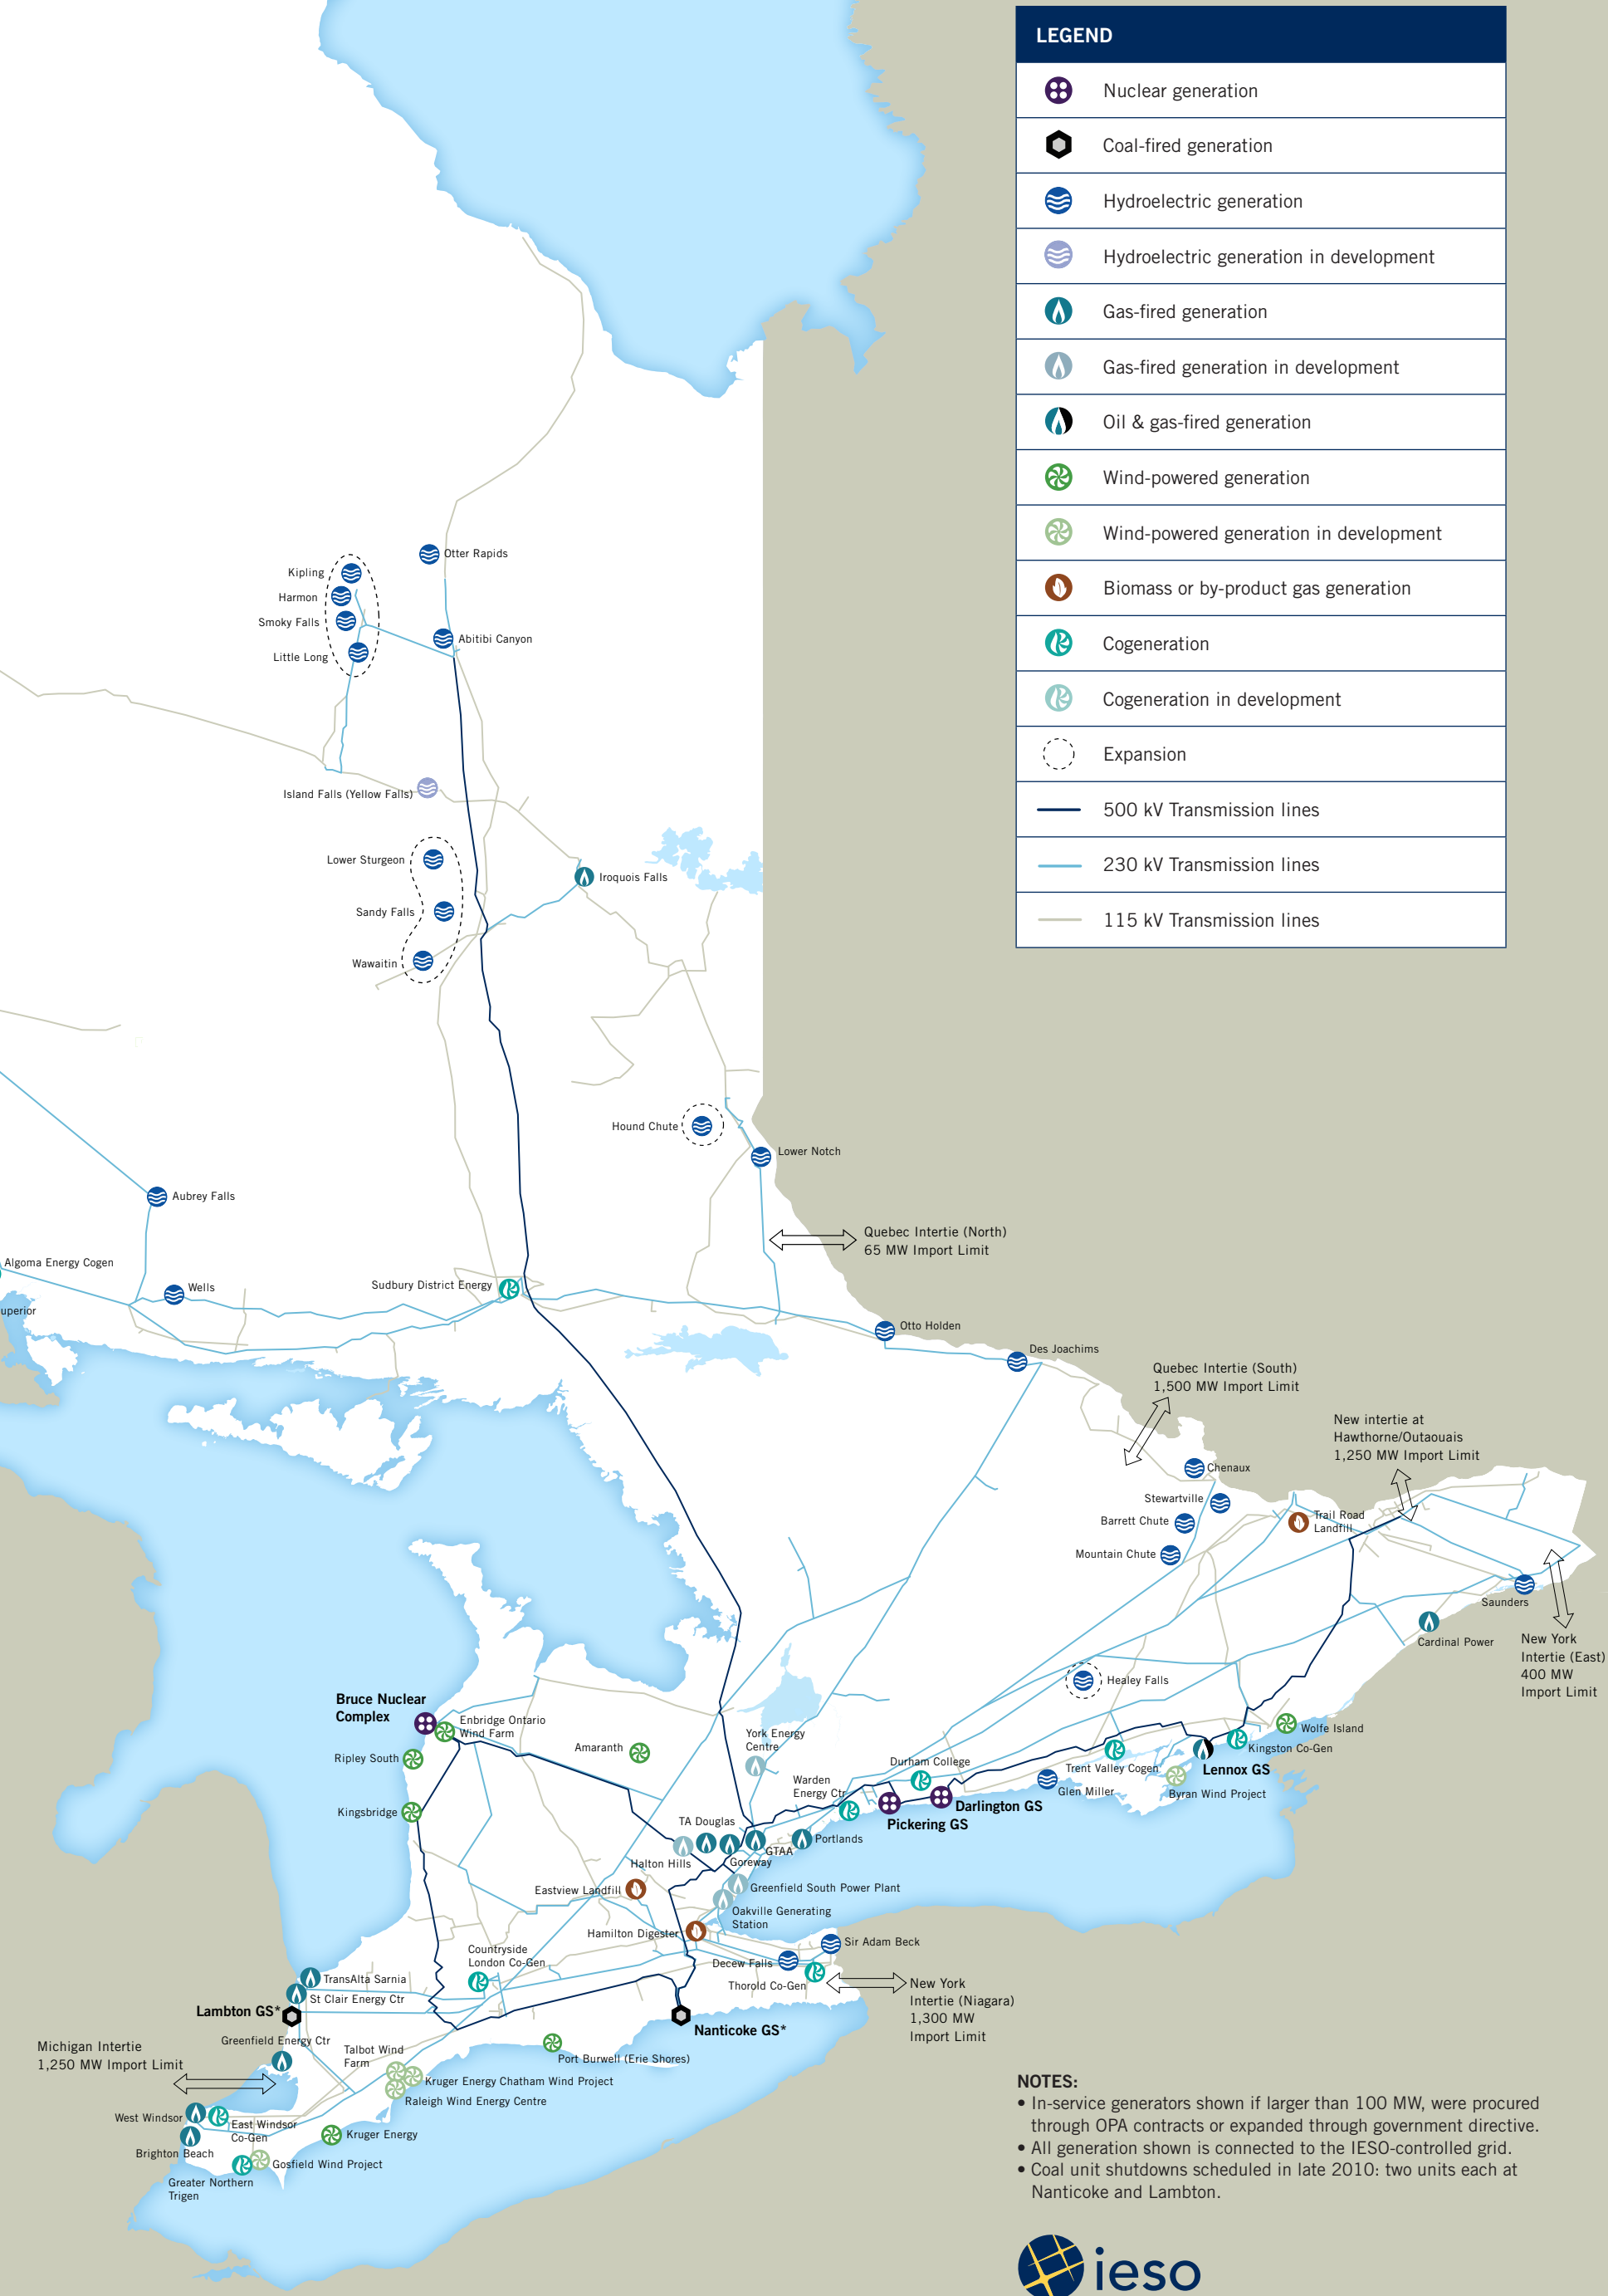 LEGEND
Nuclear generation
Coal-fired generation
Hydroelectric generation
Hydroelectric generation in development
Gas-fired generation
Gas-fired generation in development
Oil & gas-fired generation
Wind-powered generation
Wind-powered generation in development
Biomass or by-product gas generation
Cogeneration
Cogeneration in development
Expansion
500 kV Transmission lines
230 kV Transmission lines
115 kV Transmission lines
Otter Rapids
Kipling
Harmon
Smoky Falls
Abitibi Canyon
Little Long
Island Falls (Yellow Falls)
Lower Sturgeon
Iroquois Falls
Sandy Falls
Wawaitin
Hound Chute
Lower Notch
Aubrey Falls
Quebec Intertie (North)
65 MW Import Limit
Algoma Energy Cogen
Sudbury District Energy
Wells
uperior
Otto Holden
Des Joachims
Quebec Intertie (South)
1,500 MW Import Limit
New intertie at
Hawthorne/Outaouais
1,250 MW Import Limit
Chenaux
Stewartville
Trail Road
Landfill
Barrett Chute
Mountain Chute
Saunders
Cardinal Power
New York
Intertie (East)
400 MW
Import Limit
Healey Falls
Bruce Nuclear
Complex
Enbridge Ontario
Wind Farm
Ripley South
Amaranth
York Energy
Centre
Wolfe Island
Kingston Co-Gen
Lennox GS
Durham College
Trent Valley Cogen
Warden
Energy Ctr
Glen Miller
Byran Wind Project
Kingsbridge
Darlington GS
Pickering GS
TA Douglas
Portlands
GTAA
Goreway
Halton Hills
Eastview Landfill
Greenfield South Power Plant
Oakville Generating
Station
Hamilton Digester
Sir Adam Beck
Countryside
London Co-Gen
Decew Falls
Thorold Co-Gen
TransAlta Sarnia
St Clair Energy Ctr
New York
Intertie (Niagara)
1,300 MW
Import Limit
Lambton GS*
Nanticoke GS*
Greenfield Energy Ctr
Michigan Intertie
1,250 MW Import Limit
Talbot Wind
Farm
Port Burwell (Erie Shores)
Kruger Energy Chatham Wind Project
Raleigh Wind Energy Centre
West Windsor
East Windsor
Co-Gen
Kruger Energy
Brighton Beach
Gosfield Wind Project
Greater Northern
Trigen
NOTES:
• In-service generators shown if larger than 100 MW, were procured
through OPA contracts or expanded through government directive.
• All generation shown is connected to the IESO-controlled grid.
• Coal unit shutdowns scheduled in late 2010: two units each at
Nanticoke and Lambton.
ieso